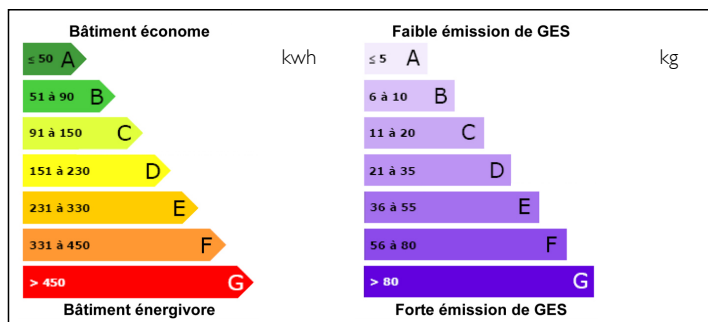 Bâtiment économe
≤ 50 A
kwh
51 à 90 B
91 à 150 C
151 à 230 D
231 à 330 E
331 à 450 F
> 450 G
Bâtiment énergivore
Faible émission de GES
≤ 5 A
kg
6 à 10 B
11 à 20 C
21 à 35 D
36 à 55 E
56 à 80 F
> 80 G
Forte émission de GES